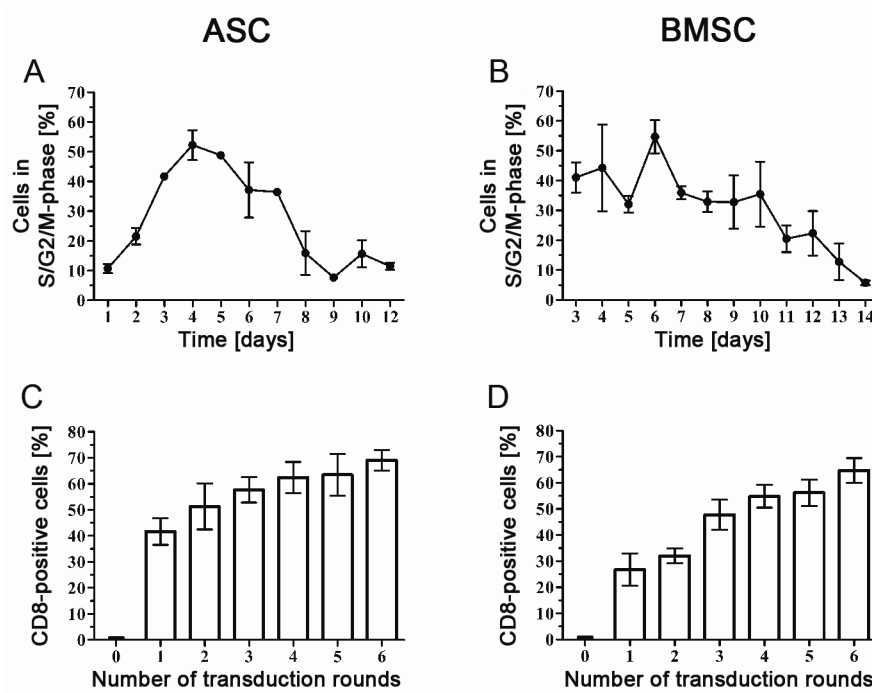 ASC
BMSC
A
B
Cells in
S/G2/M-phase [%]
70
60
50
40
30
20
10
0
1 2 3 4 5 6 7 8 9 10 12
Time [days]
Cells in
S/G2/M-phase [%]
70
60
50
40
30
20
10
0
3 4 5 6 7 8 9 10 11 12 13 14
Time [days]
C
D
CD8-positive cells [%]
80
70
60
50
40
30
20
10
0
0 1 2 3 4 5 6
Number of transduction rounds
CD8-positive cells [%]
80
70
60
50
40
30
20
10
0
0 1 2 3 4 5 6
Number of transduction rounds